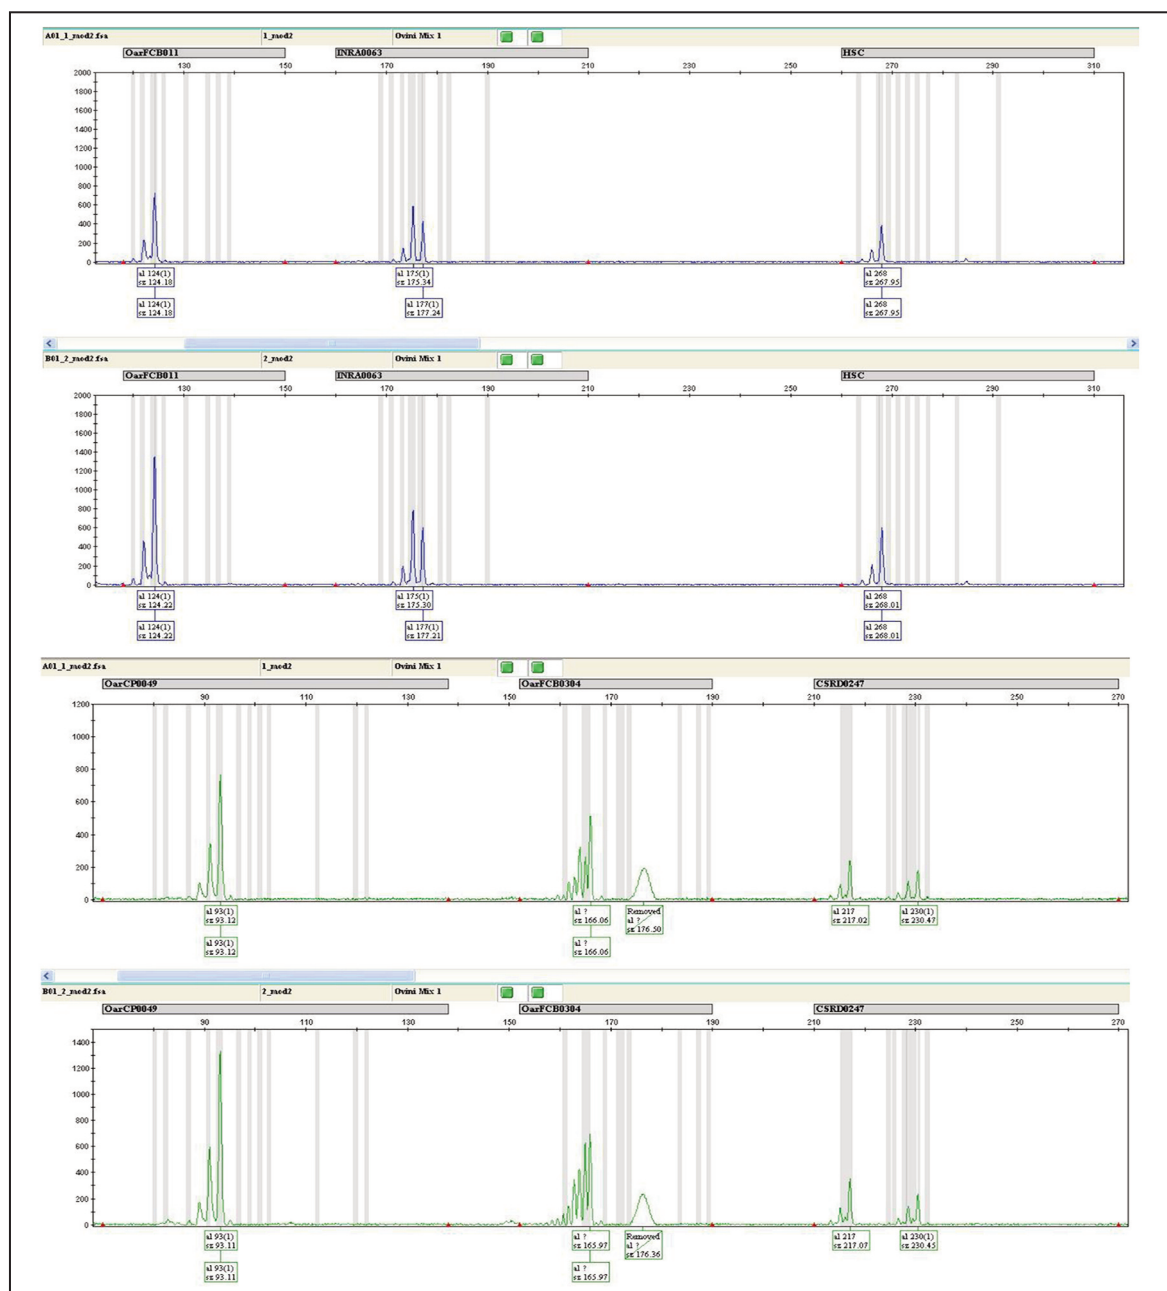 A01_1_mod2.fsa 1_mod2 Ovini Mix 1
OarFCB011 INRA0063 HSC
130 150 170 190 210 230 250 270 290 310
2000
1800
1600
1400
1200
1000
800
600
400
200
0
al 124(1) al 175(1) al 268
sz 124.18 sz 175.34 sz 267.95
al 124(1) al 177(1) al 268
sz 124.18 sz 177.24 sz 267.95
B01_2_mod2.fsa 2_mod2 Ovini Mix 1
OarFCB011 INRA0063 HSC
130 150 170 190 210 230 250 270 290 310
2000
1800
1600
1400
1200
1000
800
600
400
200
0
al 124(1) al 175(1) al 268
sz 124.22 sz 175.30 sz 268.01
al 124(1) al 177(1) al 268
sz 124.22 sz 177.21 sz 268.01
A01_1_mod2.fsa 1_mod2 Ovini Mix 1
OarCP0049 OarFCB0304 CSRD0247
90 110 130 150 170 190 210 230 250 270
1200
1000
800
600
400
200
0
al 93(1) al ? Removed al 217 al 230(1)
sz 93.12 sz 166.06 al ? sz 217.02 sz 230.47
sz 176.50
al 93(1) al ?
sz 93.12 sz 166.06
B01_2_mod2.fsa 2_mod2 Ovini Mix 1
OarCP0049 OarFCB0304 CSRD0247
90 110 130 150 170 190 210 230 250 270
1400
1200
1000
800
600
400
200
0
al 93(1) al ? Removed al 217 al 230(1)
sz 93.11 sz 165.97 al ? sz 217.07 sz 230.45
sz 176.36
al 93(1) al ?
sz 93.11 sz 165.97